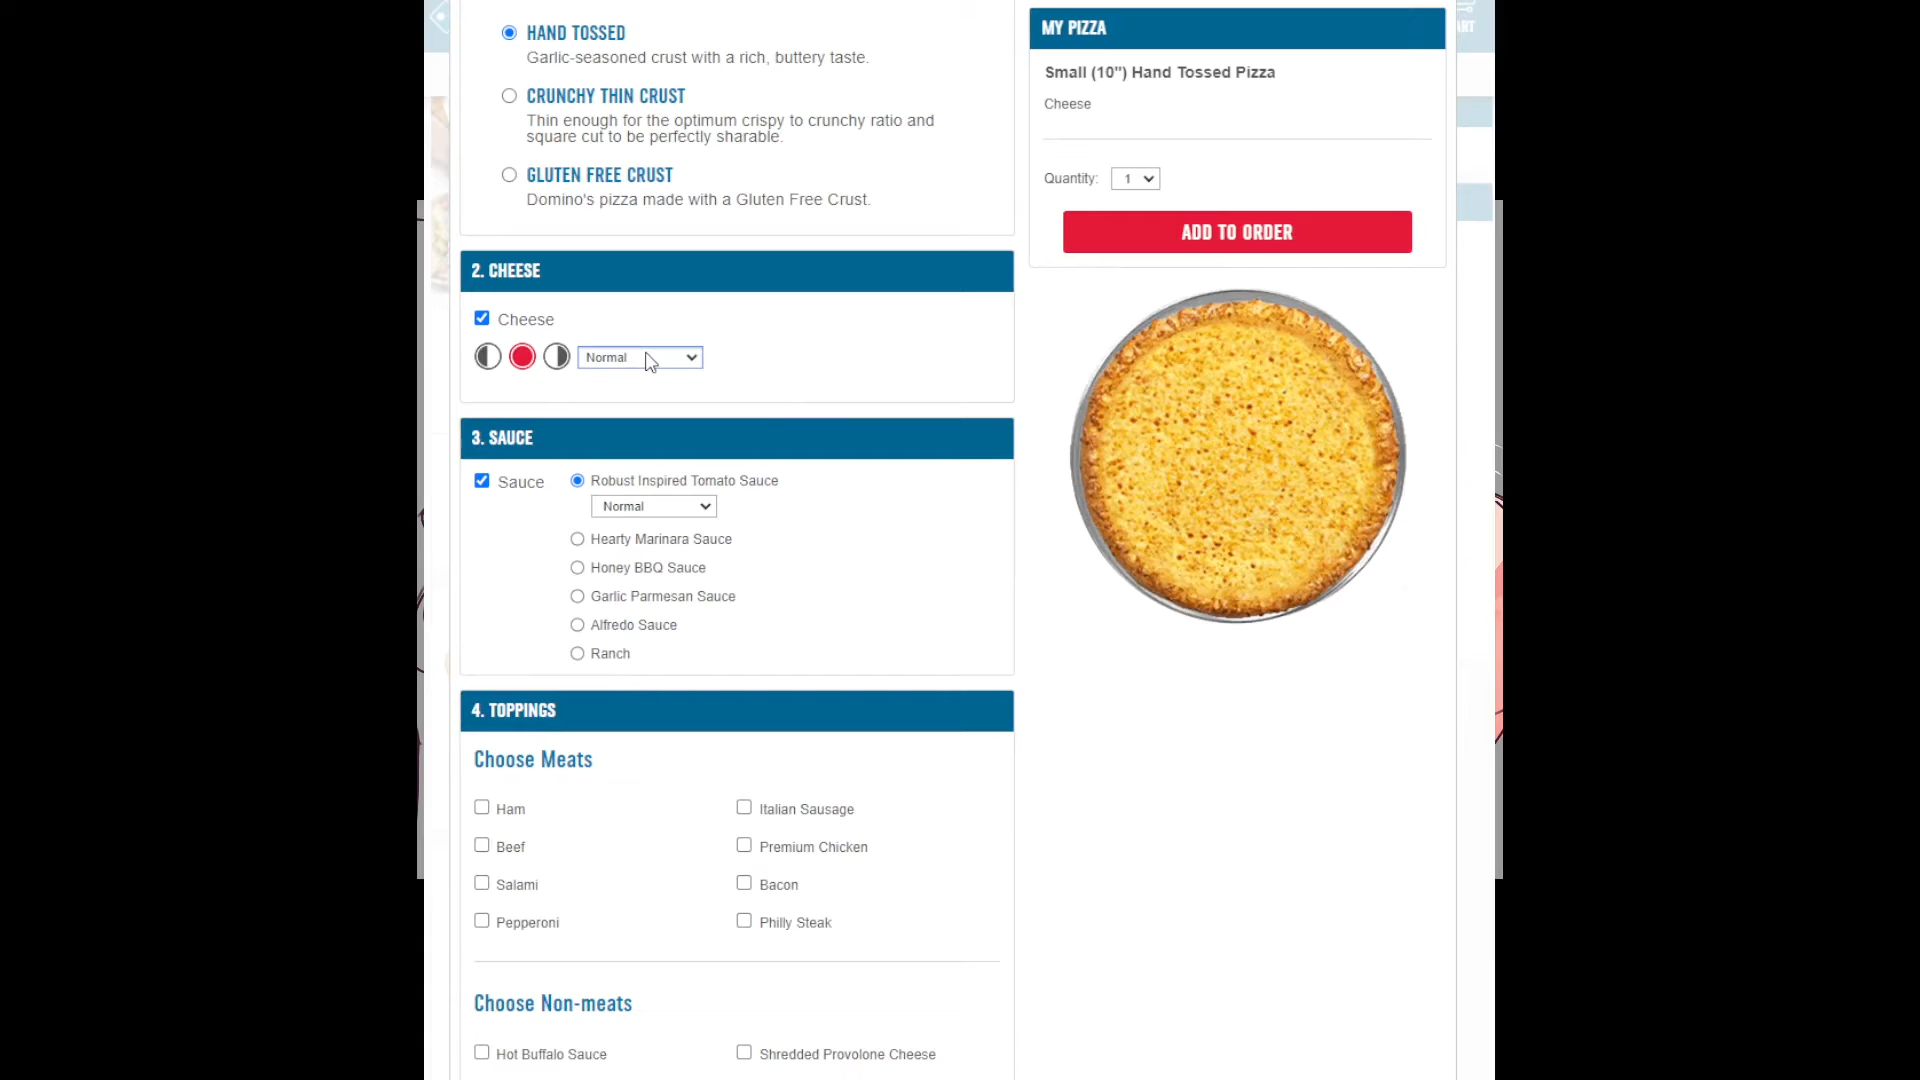 HAND TOSSED
Garlic-seasoned crust with a rich, buttery taste.
CRUNCHY THIN CRUST
Thin enough for the optimum crispy to crunchy ratio and
square cut to be perfectly sharable.
GLUTEN FREE CRUST
Domino's pizza made with a Gluten Free Crust.
2. CHEESE
Cheese
Normal
3. SAUCE
Sauce
Robust Inspired Tomato Sauce
Normal
Hearty Marinara Sauce
Honey BBQ Sauce
Garlic Parmesan Sauce
Alfredo Sauce
Ranch
4. TOPPINGS
Choose Meats
Ham
Italian Sausage
Beef
Premium Chicken
Salami
Bacon
Pepperoni
Philly Steak
Choose Non-meats
Hot Buffalo Sauce
Shredded Provolone Cheese
MY PIZZA
Small (10") Hand Tossed Pizza
Cheese
Quantity: 1
ADD TO ORDER